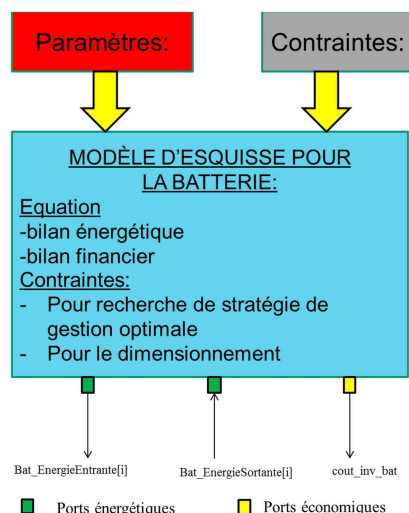 Paramètres:
Contraintes:
MODÈLE D'ESQUISSE POUR
LA BATTERIE:
Equation
-bilan énergétique
-bilan financier
Contraintes:
- Pour recherche de stratégie de
gestion optimale
- Pour le dimensionnement
Bat_EnergieEntrante[i]
Bat_EnergieSortante[i]
cout_inv_bat
Ports énergétiques
Ports économiques